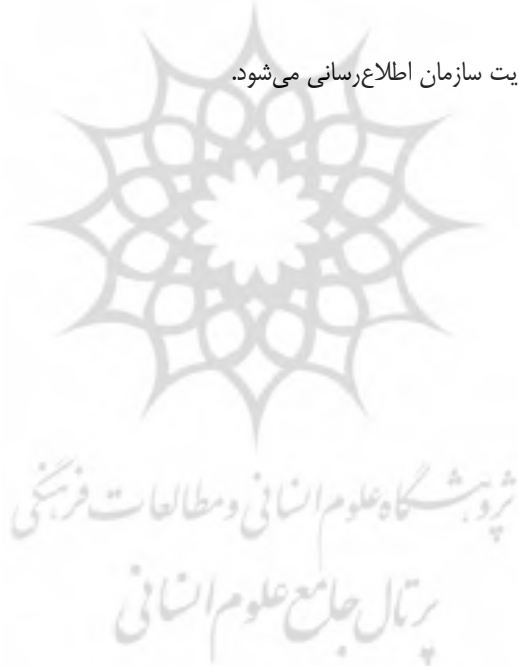 یت سازمان اطلاع‌رسانی می‌شود.
پژوهشگاه علوم انسانی و مطالعات فرهنگی
پرتال جامع علوم انسانی